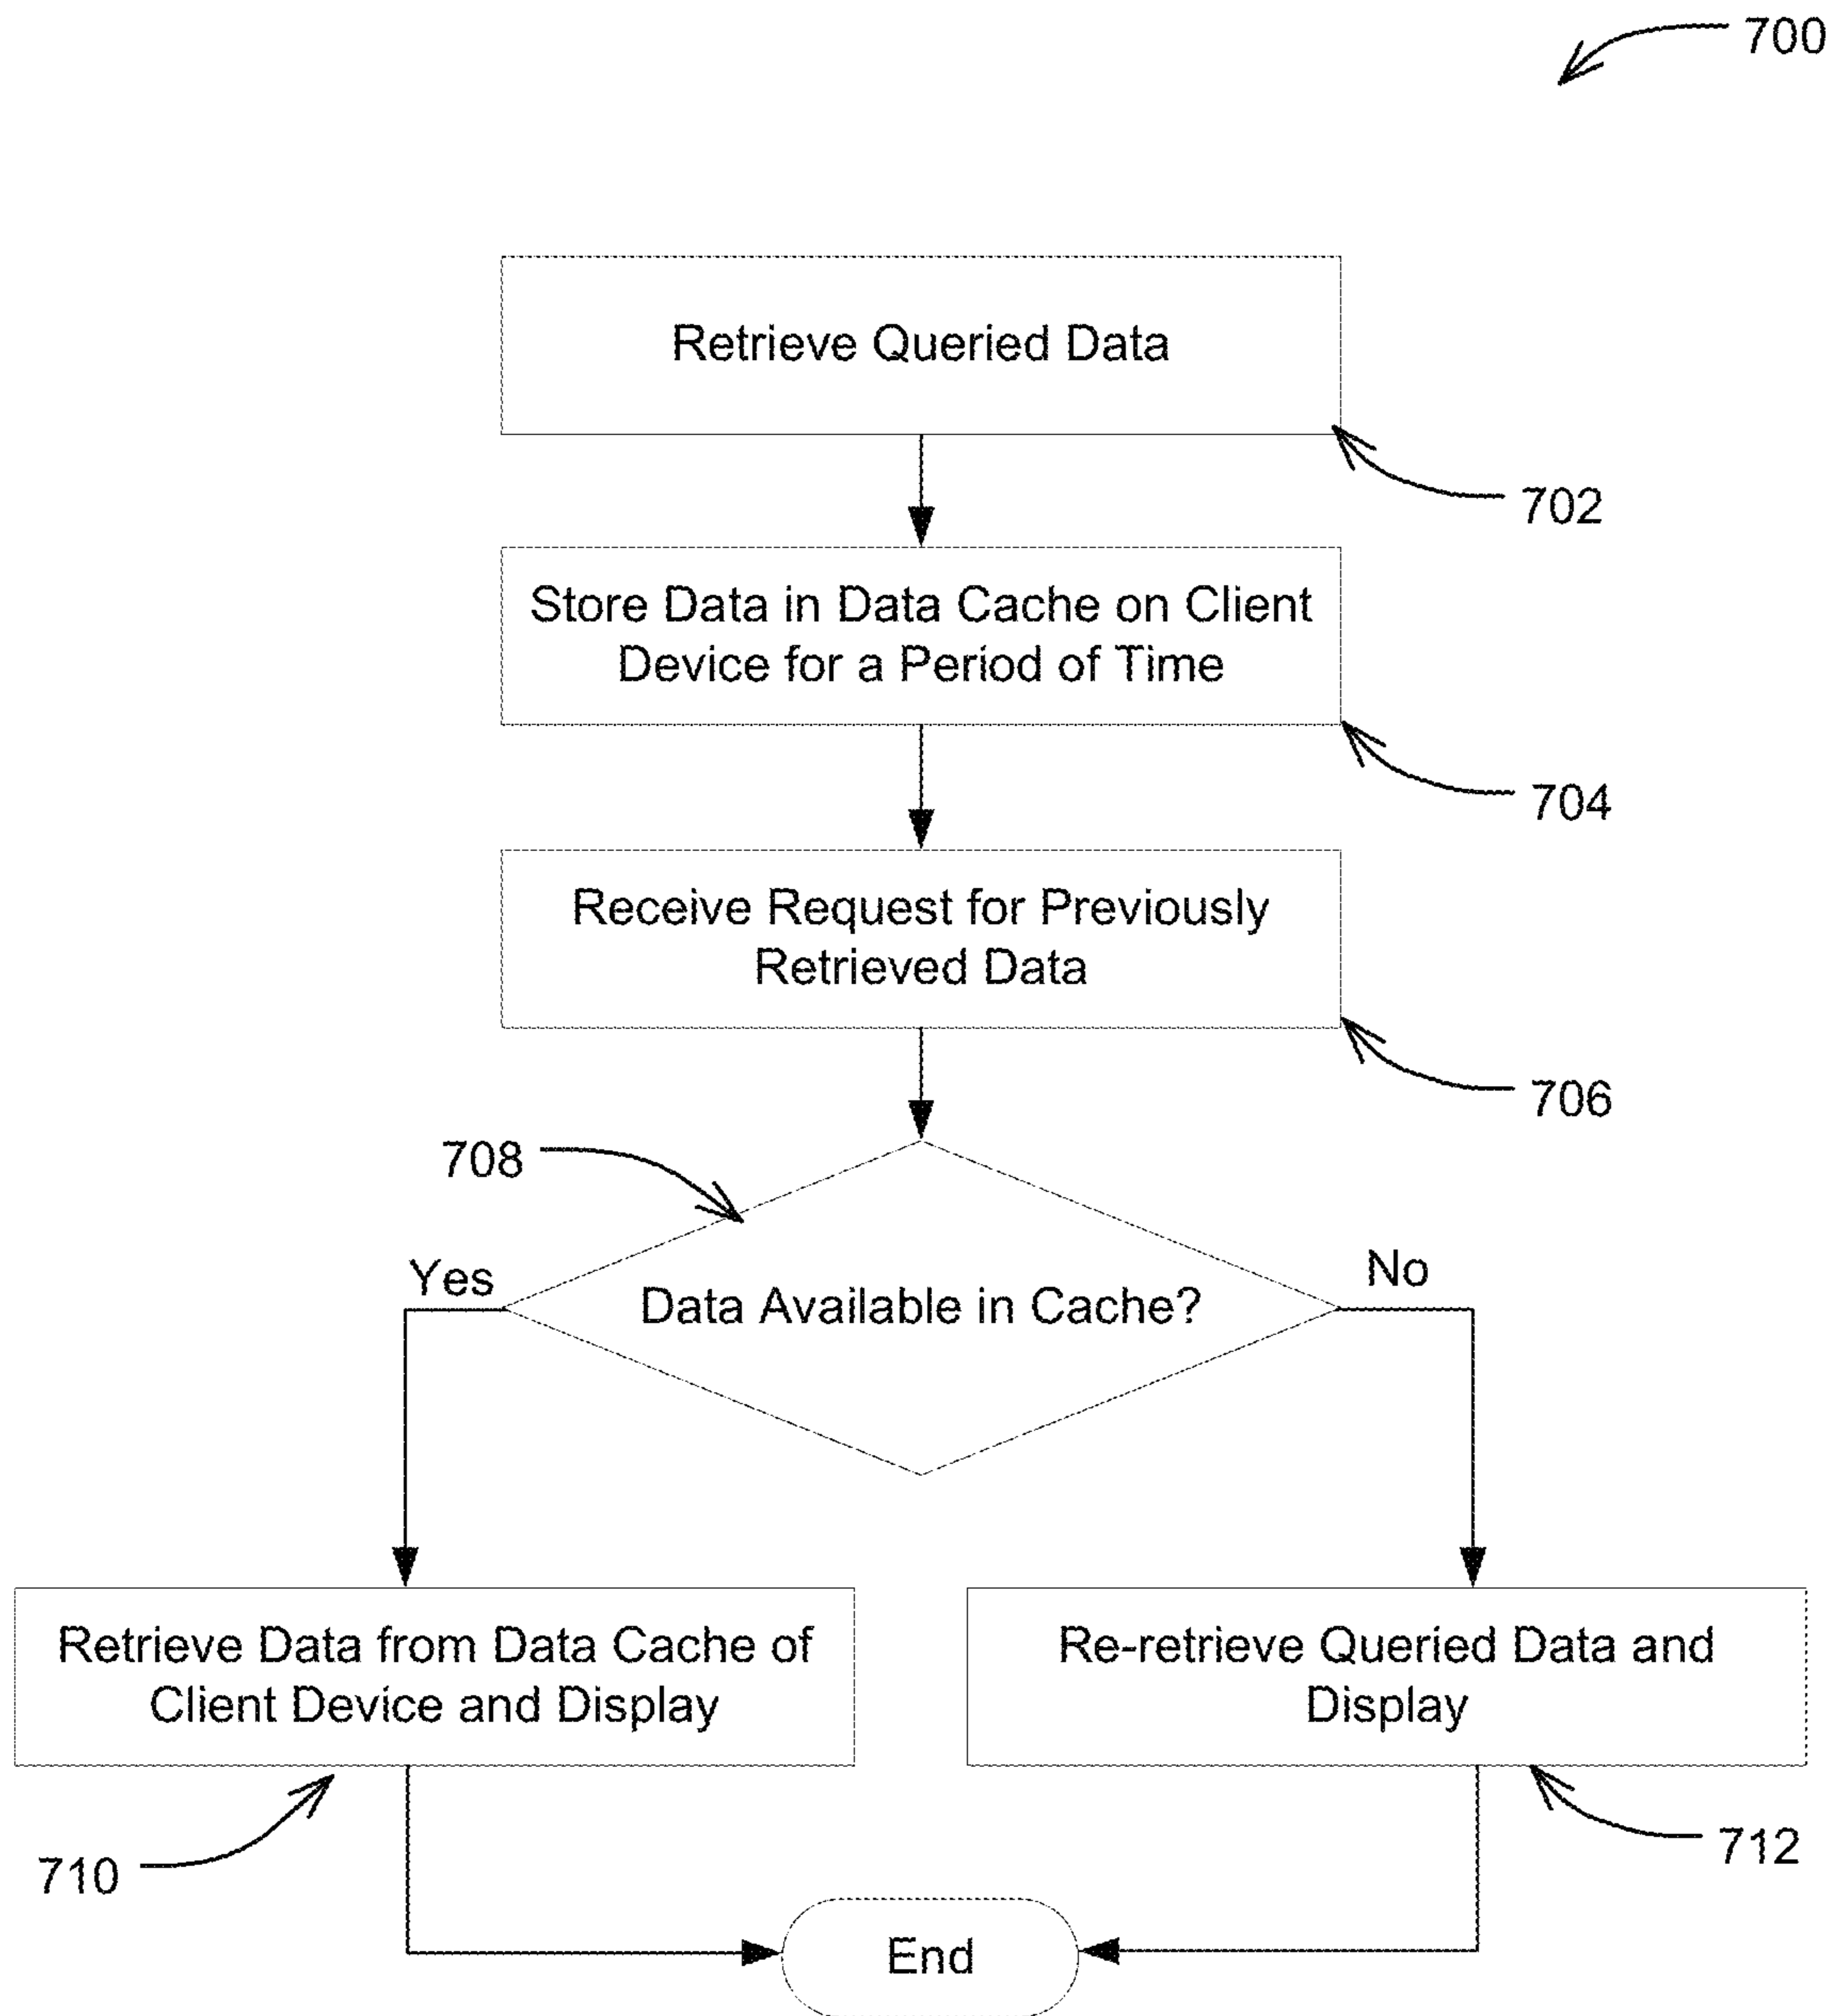 700
Retrieve Queried Data
702
Store Data in Data Cache on Client
Device for a Period of Time
704
Receive Request for Previously
Retrieved Data
706
708
Yes
No
Data Available in Cache?
Retrieve Data from Data Cache of
Client Device and Display
710
Re-retrieve Queried Data and
Display
712
End